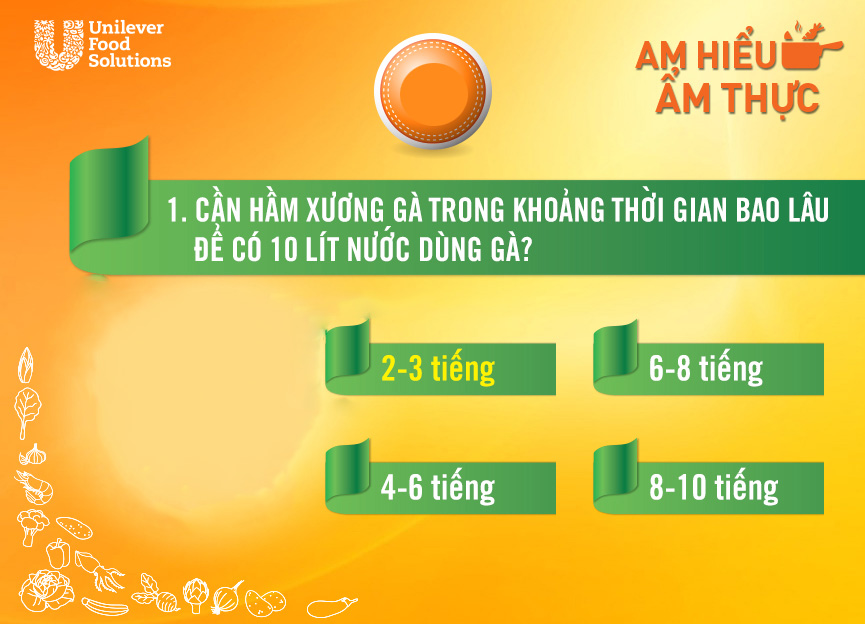 Unilever
Food
Solutions
AM HIỂU
ẨM THỰC
1. CẦN HẦM XƯƠNG GÀ TRONG KHOẢNG THỜI GIAN BAO LÂU
ĐỂ CÓ 10 LÍT NƯỚC DÙNG GÀ?
2-3 tiếng
6-8 tiếng
4-6 tiếng
8-10 tiếng